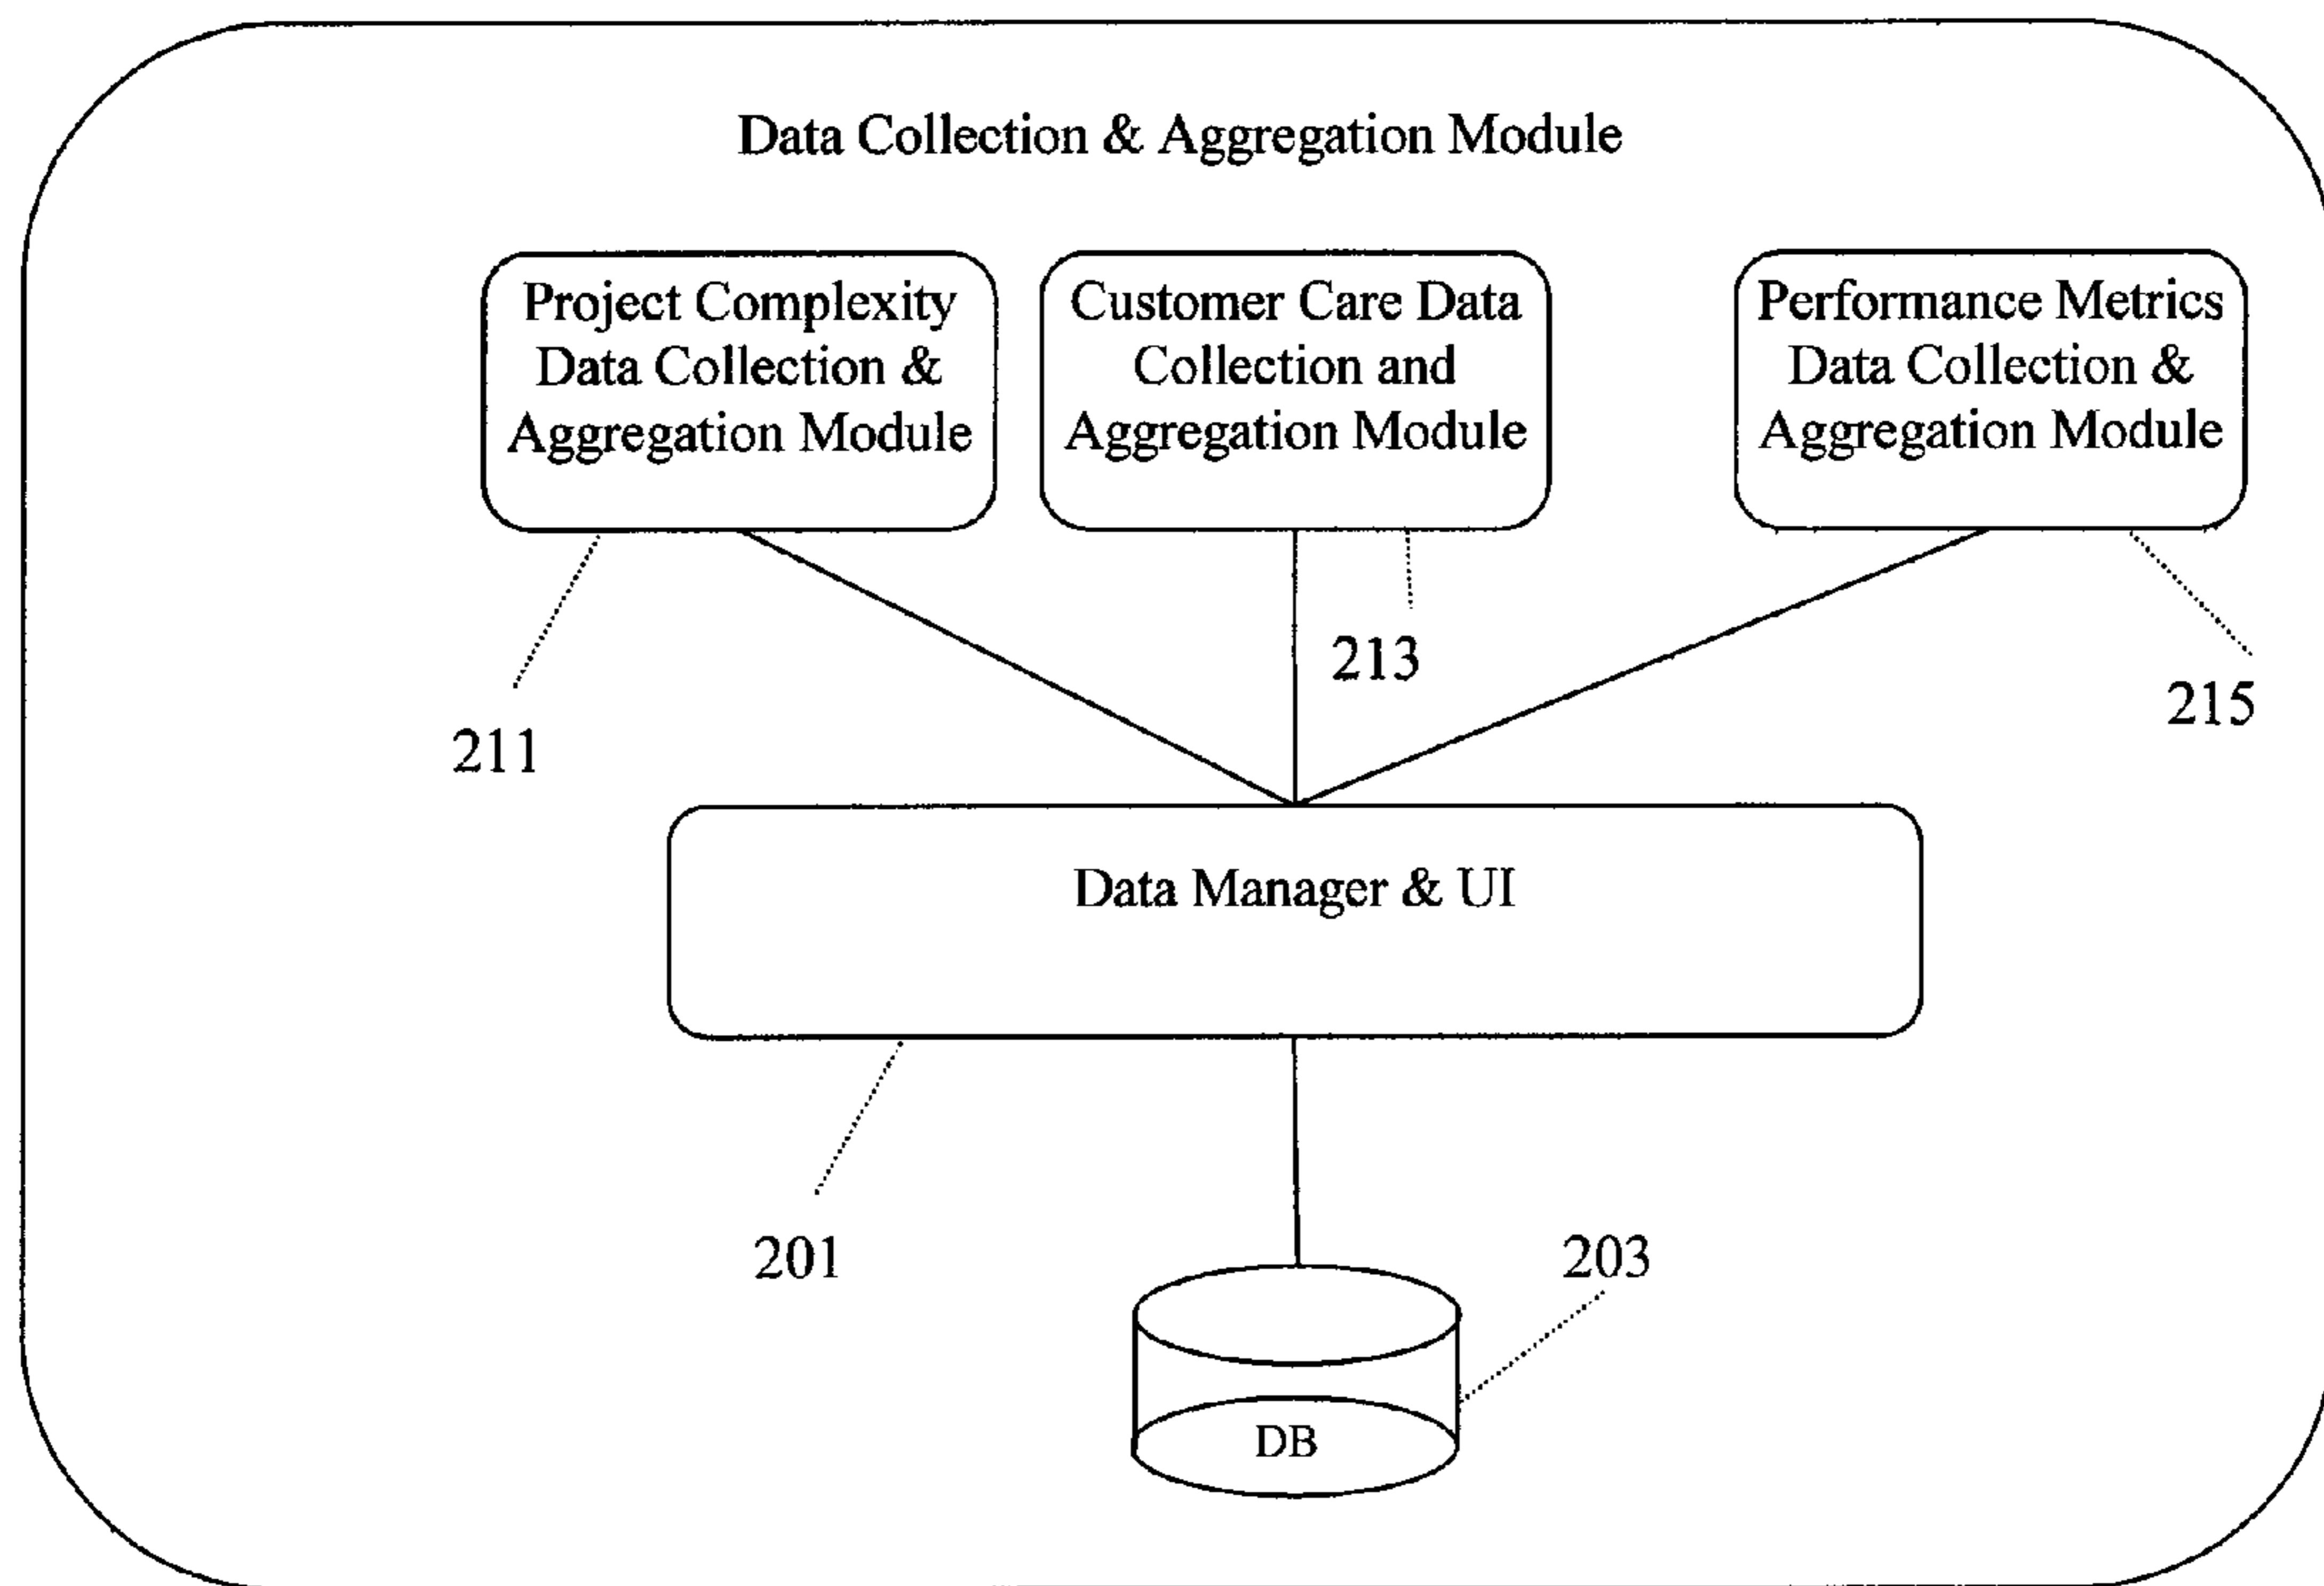 Data Collection & Aggregation Module
Project Complexity
Data Collection &
Aggregation Module
Customer Care Data
Collection and
Aggregation Module
Performance Metrics
Data Collection &
Aggregation Module
211
213
215
Data Manager & UI
201
203
DB